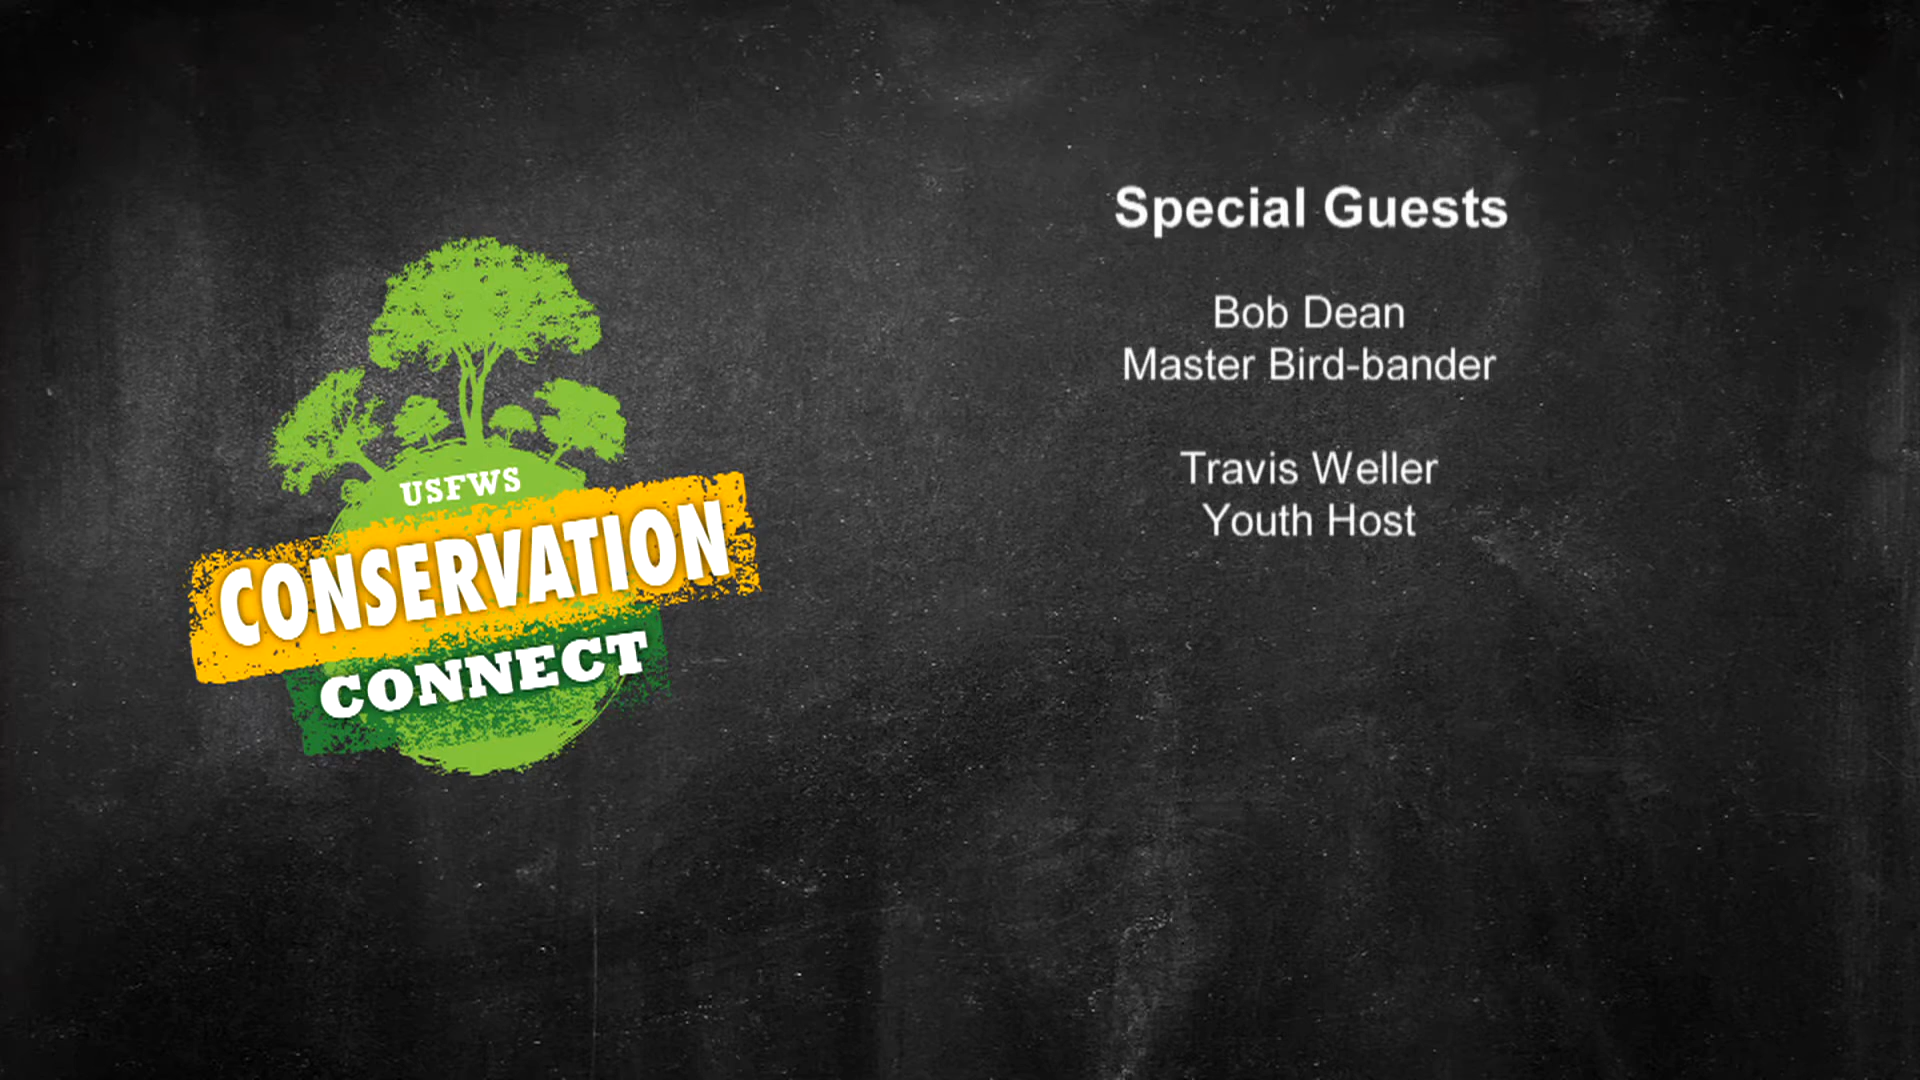 USFWS
CONSERVATION
CONNECT
Special Guests
Bob Dean
Master Bird-bander
Travis Weller
Youth Host